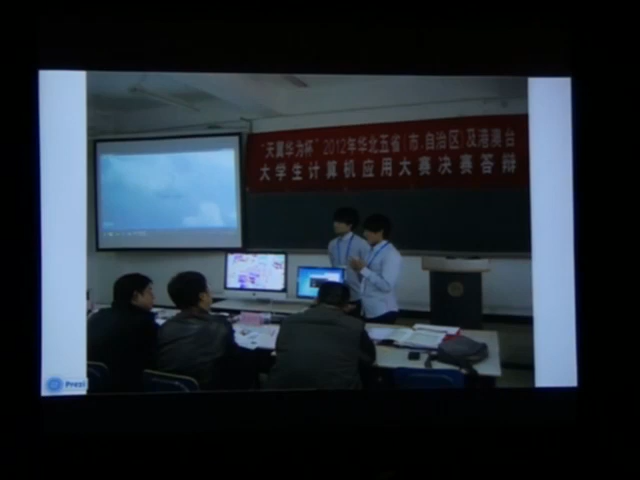 “天翼华为杯”2012年华北五省(市、自治区)及港澳台
大学生计算机应用大赛决赛答辩
Prezi